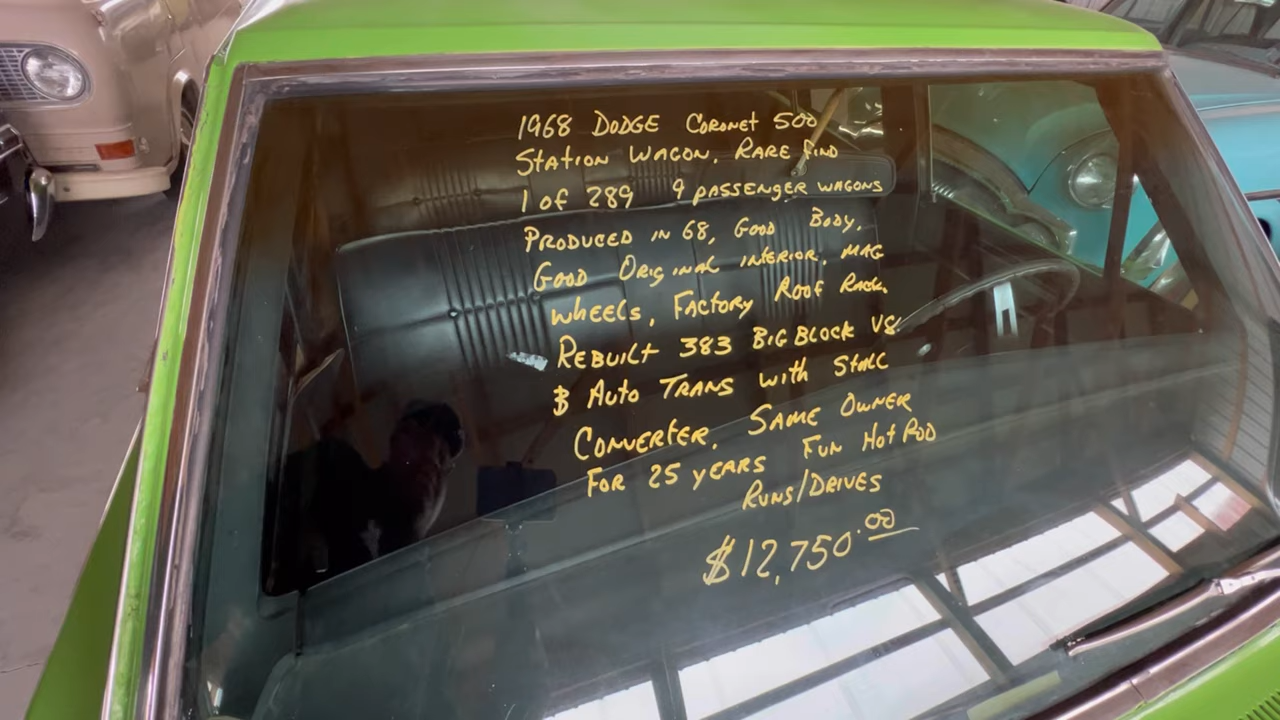 1968 DODGE CORONET 500
STATION WAGON. RARE FIND
1 OF 289 9 PASSENGER WAGONS
PRODUCED IN 68, GOOD BODY,
GOOD ORIGINAL INTERIOR, MAG
WHEELS, FACTORY ROOF RACK,
REBUILT 383 BIG BLOCK V8
& AUTO TRANS WITH STALL
CONVERTER, SAME OWNER
FOR 25 YEARS FUN HOT ROD
RUNS/DRIVES
$12,750.00